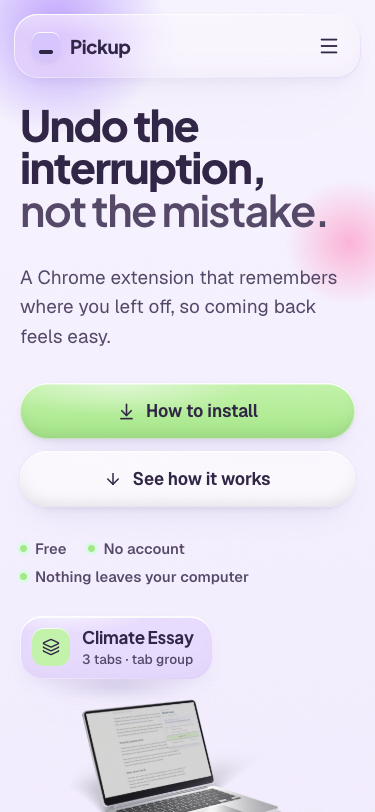 Pickup
Undo the
interruption,
not the mistake.
A Chrome extension that remembers
where you left off, so coming back
feels easy.
How to install
See how it works
Free
No account
Nothing leaves your computer
Climate Essay
3 tabs · tab group